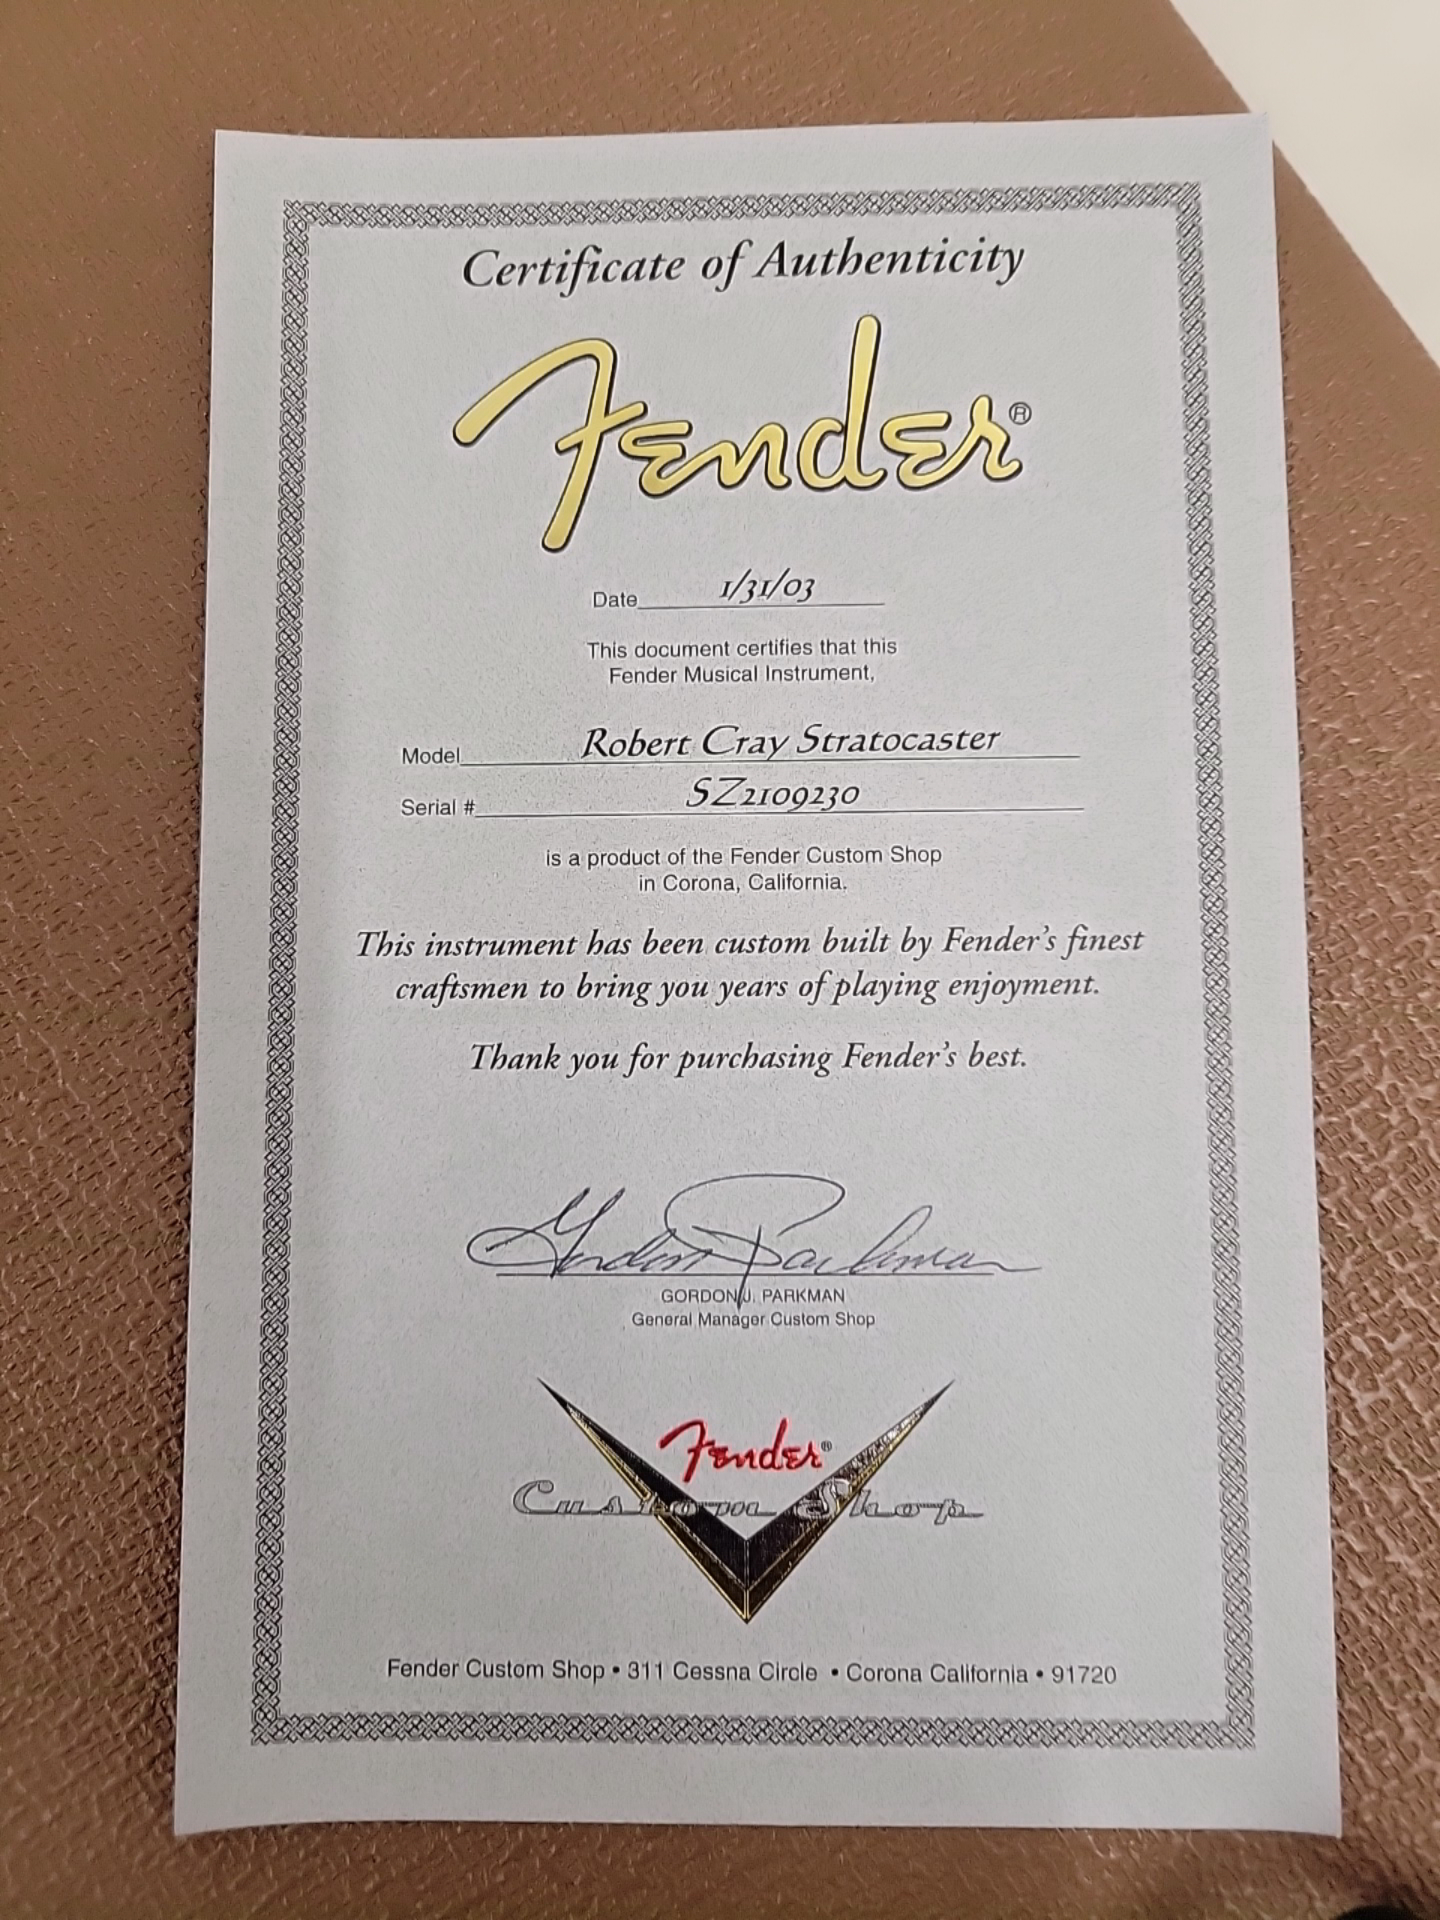 Certificate of Authenticity
Fender®
Date 1/31/03
This document certifies that this
Fender Musical Instrument,
Model Robert Cray Stratocaster
Serial # SZ2109230
is a product of the Fender Custom Shop
in Corona, California.
This instrument has been custom built by Fender's finest
craftsmen to bring you years of playing enjoyment.
Thank you for purchasing Fender's best.
Gordon Parkman
GORDON J. PARKMAN
General Manager Custom Shop
Fender®
Custom Shop
Fender Custom Shop • 311 Cessna Circle • Corona California • 91720